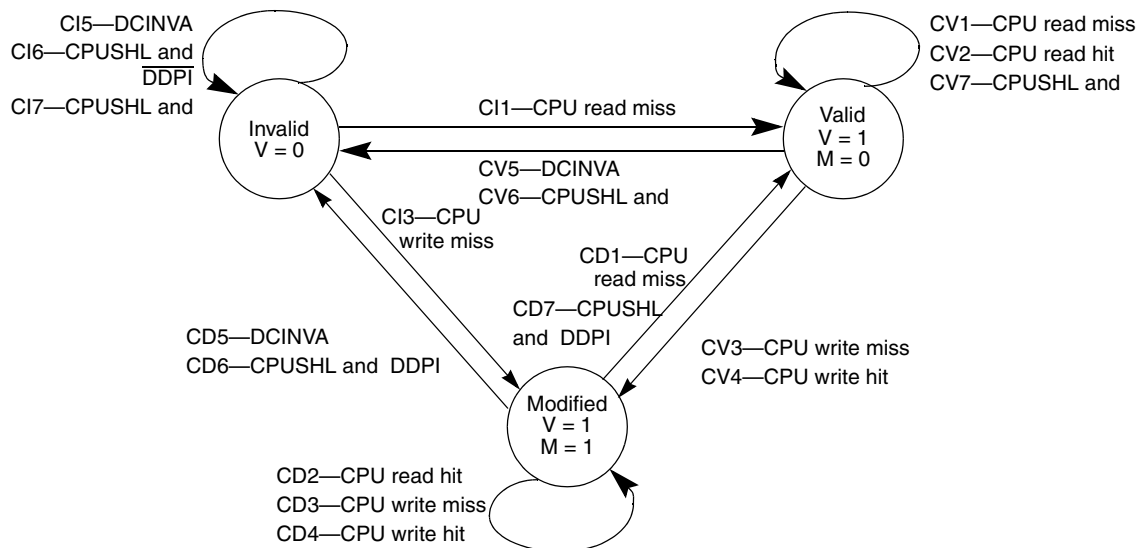 CI5—DCINVA
CI6—CPUSHL and
DDPI
CI7—CPUSHL and
CV1—CPU read miss
CV2—CPU read hit
CV7—CPUSHL and
Invalid
V = 0
CI1—CPU read miss
Valid
V = 1
M = 0
CV5—DCINVA
CV6—CPUSHL and
CI3—CPU
write miss
CD1—CPU
read miss
CD7—CPUSHL
and DDPI
CD5—DCINVA
CD6—CPUSHL and DDPI
CV3—CPU write miss
CV4—CPU write hit
Modified
V = 1
M = 1
CD2—CPU read hit
CD3—CPU write miss
CD4—CPU write hit